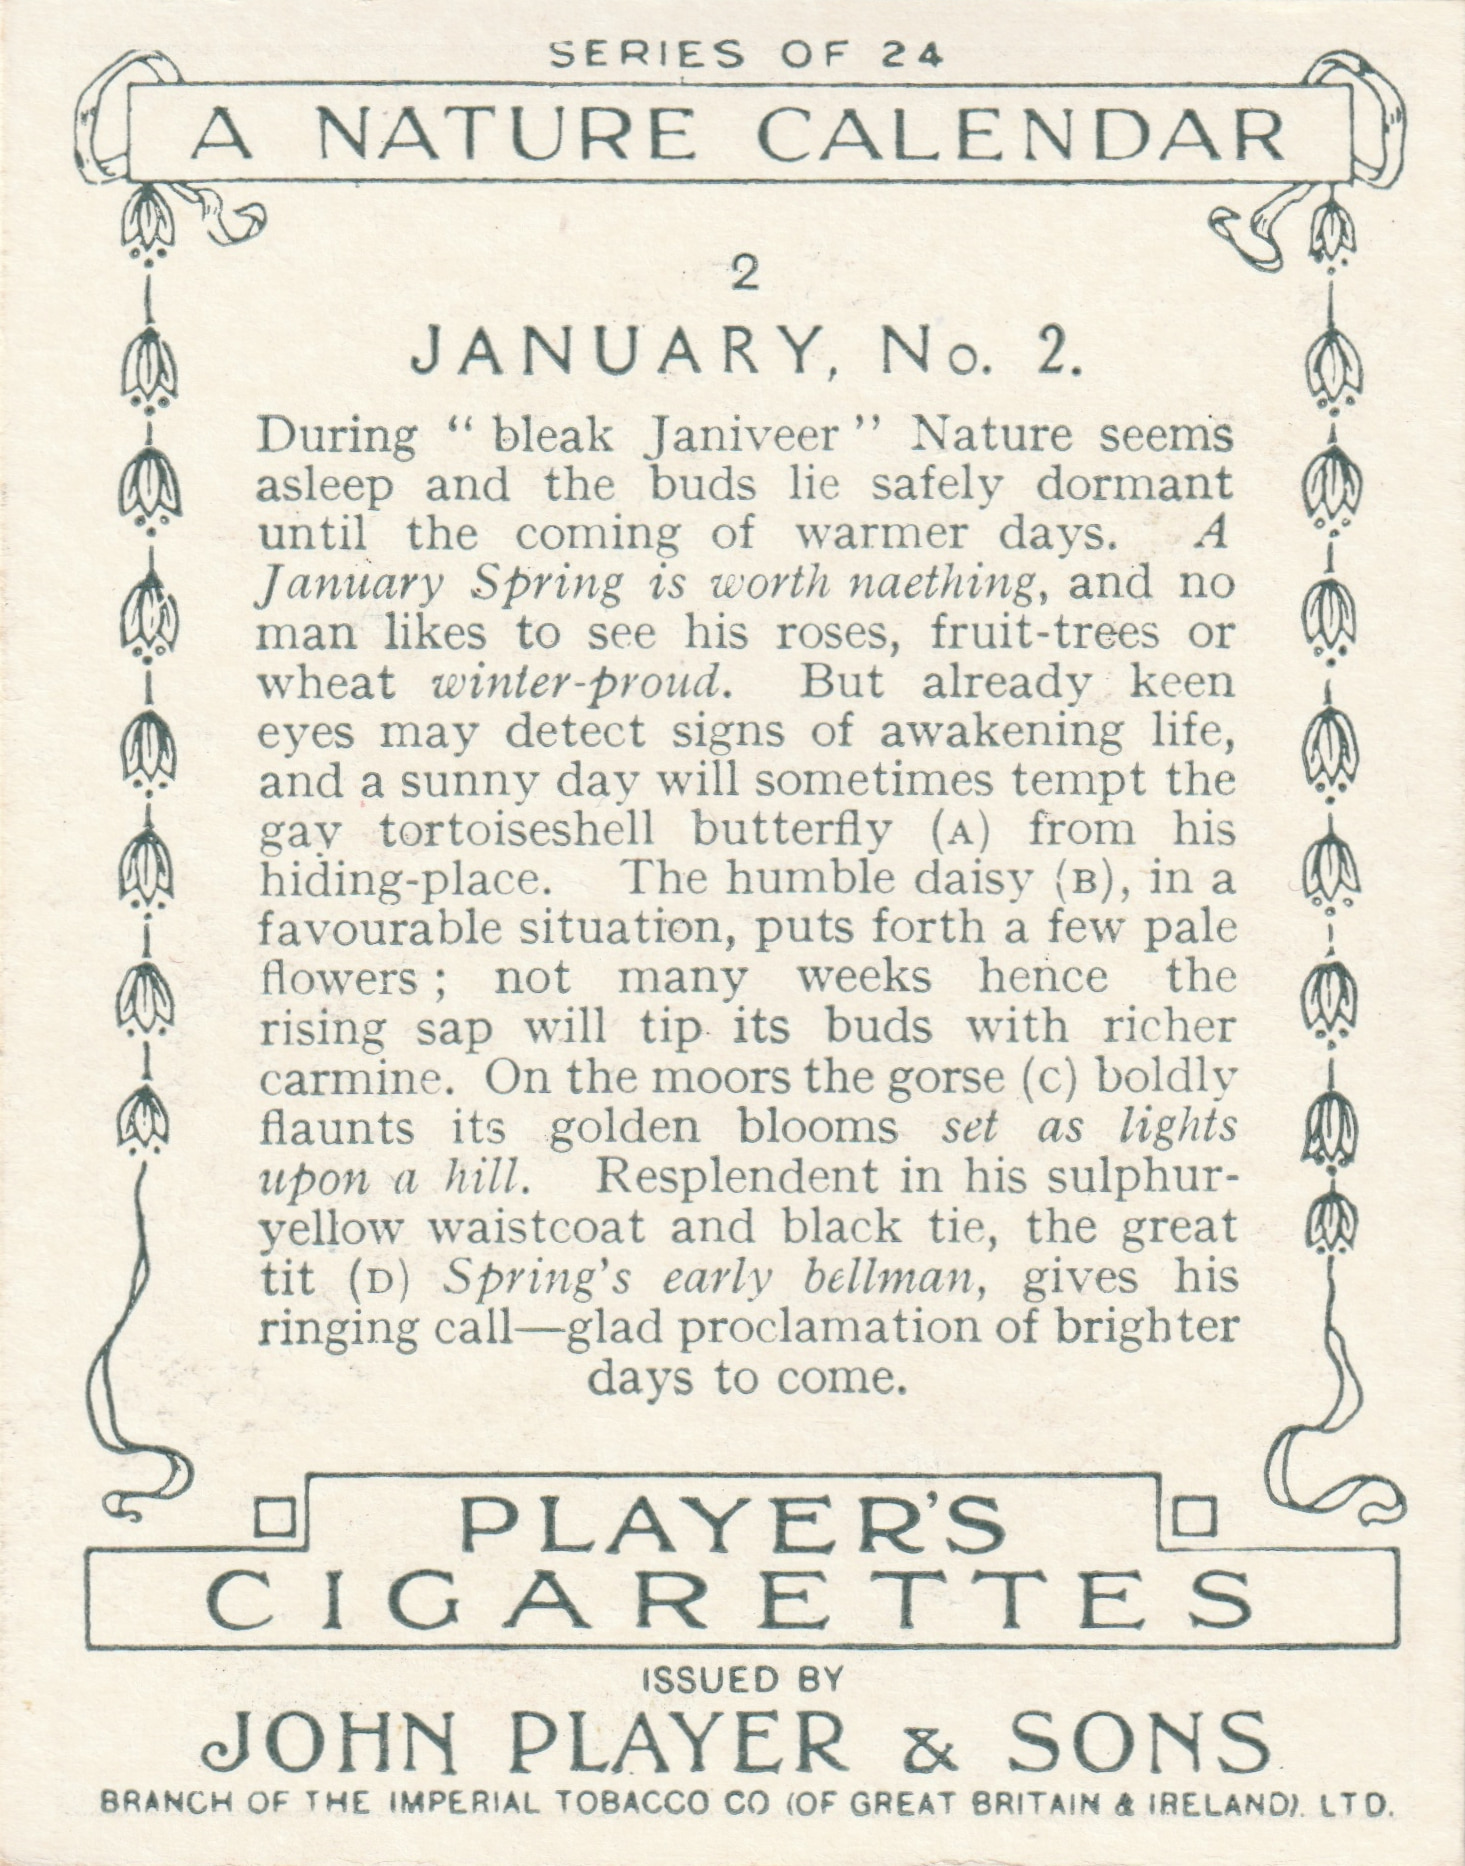 SERIES OF 24
A NATURE CALENDAR
2
JANUARY, No. 2.
During “ bleak Janiveer ” Nature seems
asleep and the buds lie safely dormant
until the coming of warmer days. A
January Spring is worth naething, and no
man likes to see his roses, fruit-trees or
wheat winter-proud. But already keen
eyes may detect signs of awakening life,
and a sunny day will sometimes tempt the
gay tortoiseshell butterfly (A) from his
hiding-place. The humble daisy (B), in a
favourable situation, puts forth a few pale
flowers ; not many weeks hence the
rising sap will tip its buds with richer
carmine. On the moors the gorse (C) boldly
flaunts its golden blooms set as lights
upon a hill. Resplendent in his sulphur-
yellow waistcoat and black tie, the great
tit (D) Spring's early bellman, gives his
ringing call—glad proclamation of brighter
days to come.
PLAYER'S
CIGARETTES
ISSUED BY
JOHN PLAYER & SONS
BRANCH OF THE IMPERIAL TOBACCO CO (OF GREAT BRITAIN & IRELAND). LTD.